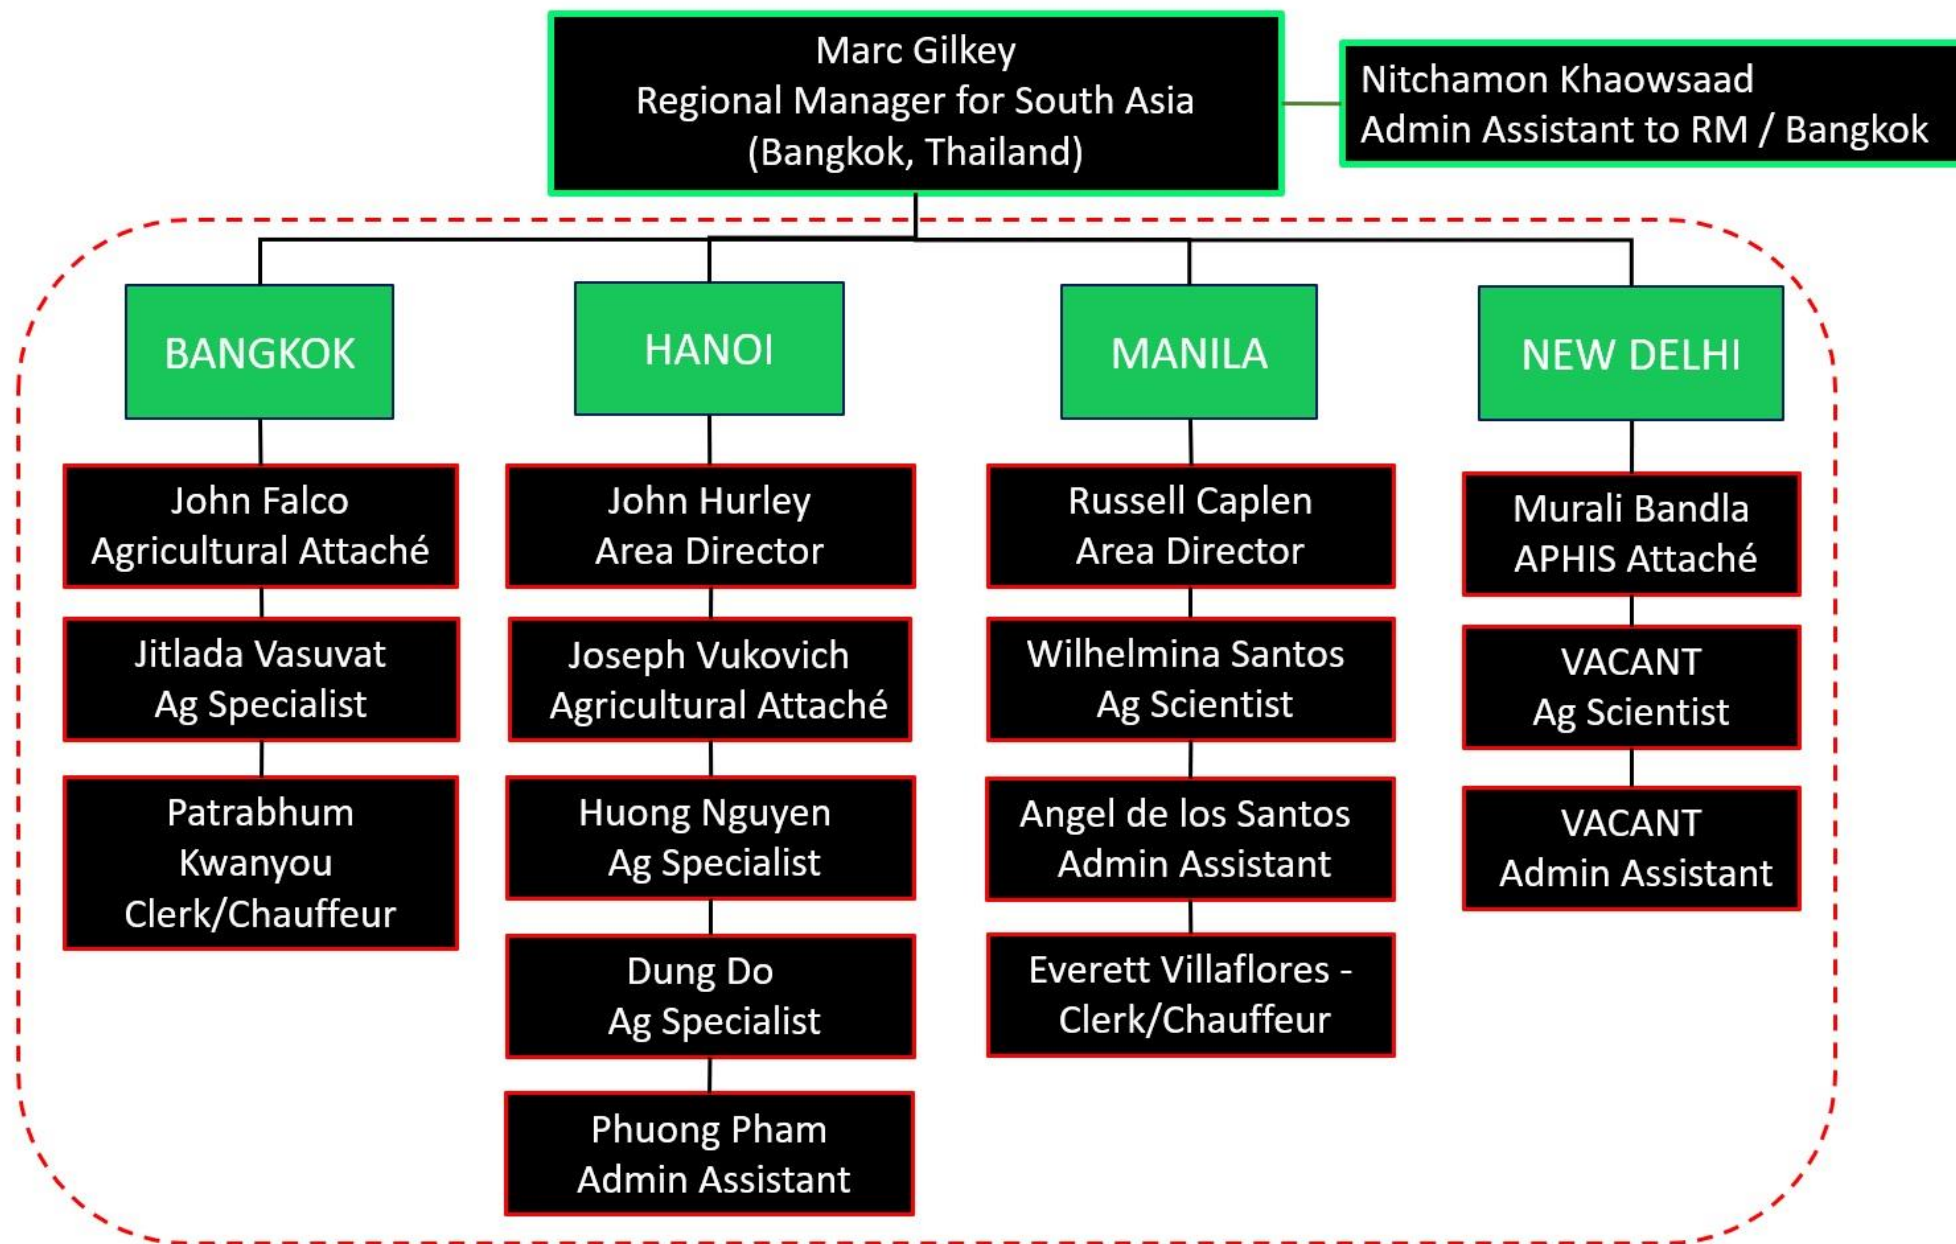 Marc Gilkey
Regional Manager for South Asia
(Bangkok, Thailand)
Nitchamon Khaowsaad
Admin Assistant to RM / Bangkok
BANGKOK
John Falco
Agricultural Attaché
Jitlada Vasuvat
Ag Specialist
Patrabhum
Kwanyou
Clerk/Chauffeur
HANOI
John Hurley
Area Director
Joseph Vukovich
Agricultural Attaché
Huong Nguyen
Ag Specialist
Dung Do
Ag Specialist
Phuong Pham
Admin Assistant
MANILA
Russell Caplen
Area Director
Wilhelmina Santos
Ag Scientist
Angel de los Santos
Admin Assistant
Everett Villaflores -
Clerk/Chauffeur
NEW DELHI
Murali Bandla
APHIS Attaché
VACANT
Ag Scientist
VACANT
Admin Assistant